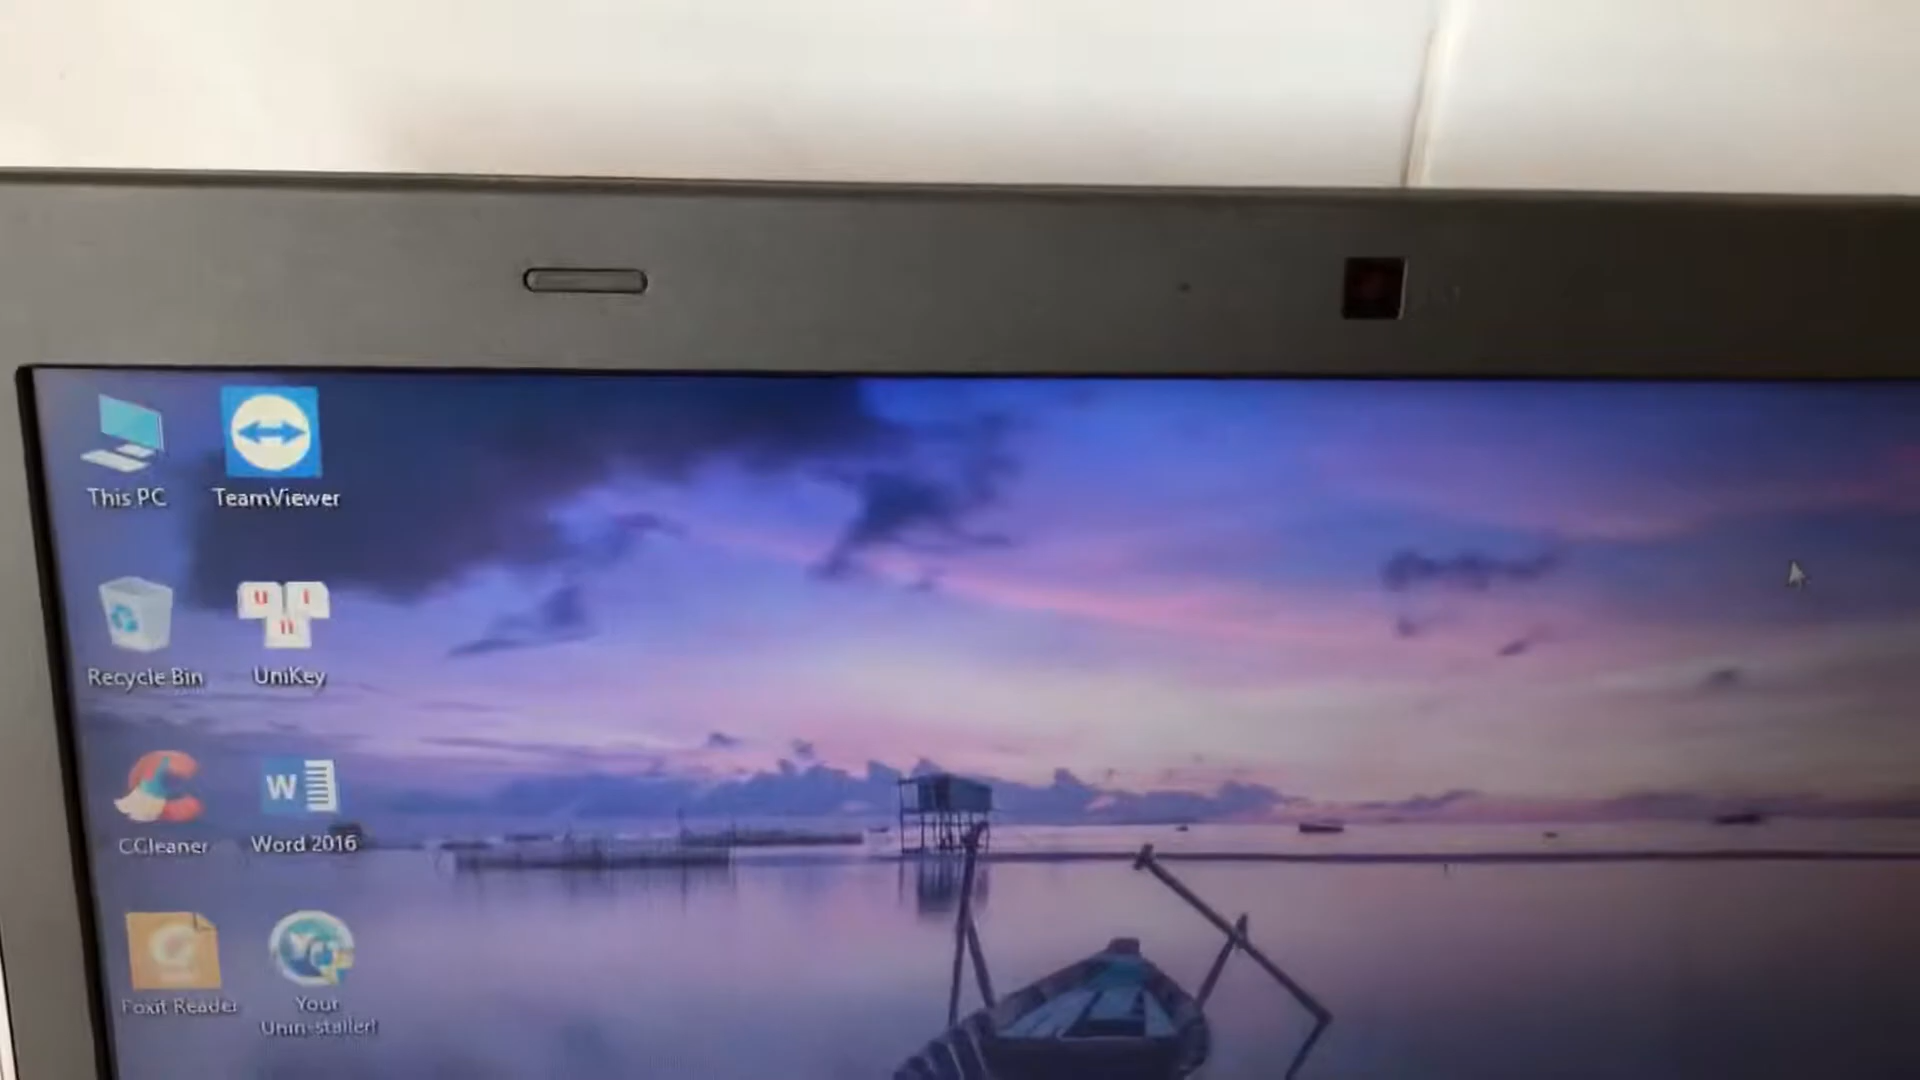 This PC
TeamViewer
Recycle Bin
U I
n
UniKey
CCleaner
W
Word 2016
Foxit Reader
Your
Unin-staller!